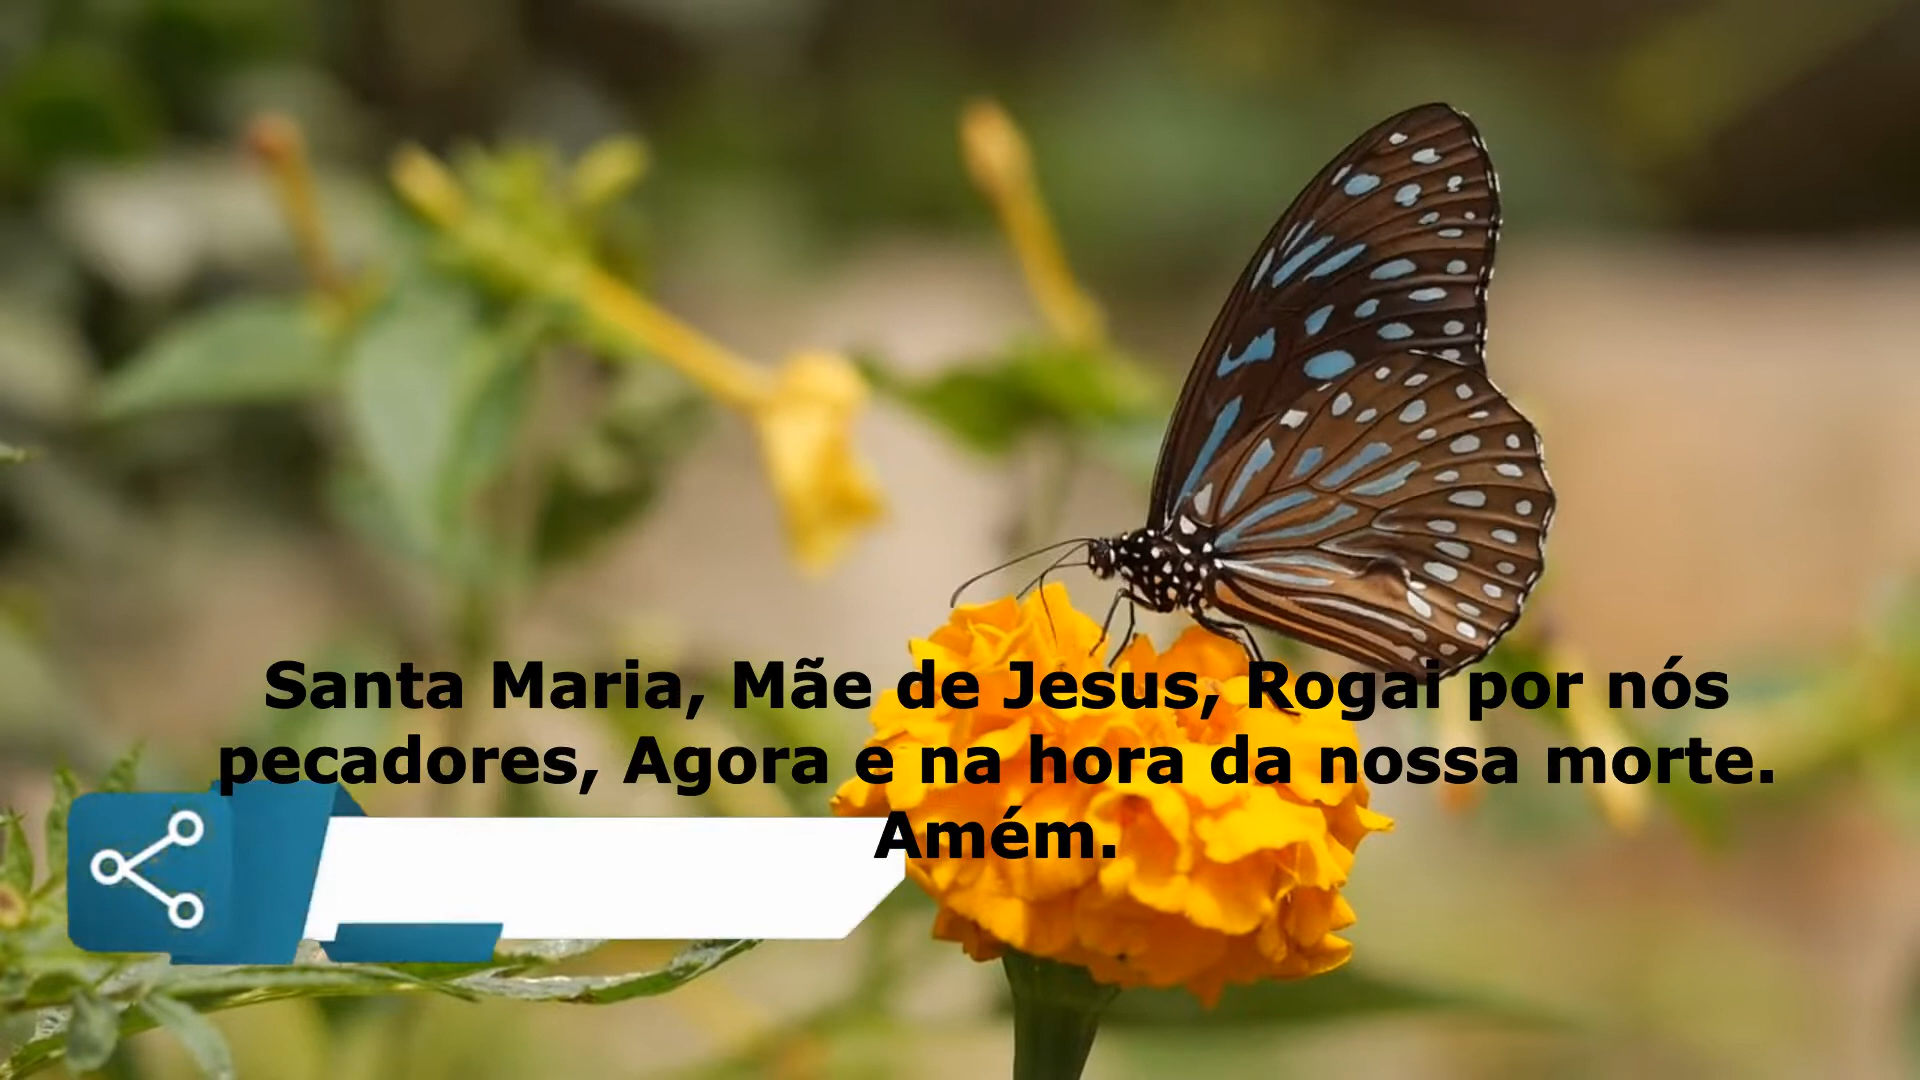 Santa Maria, Mãe de Jesus, Rogai por nós
pecadores, Agora e na hora da nossa morte.
Amém.